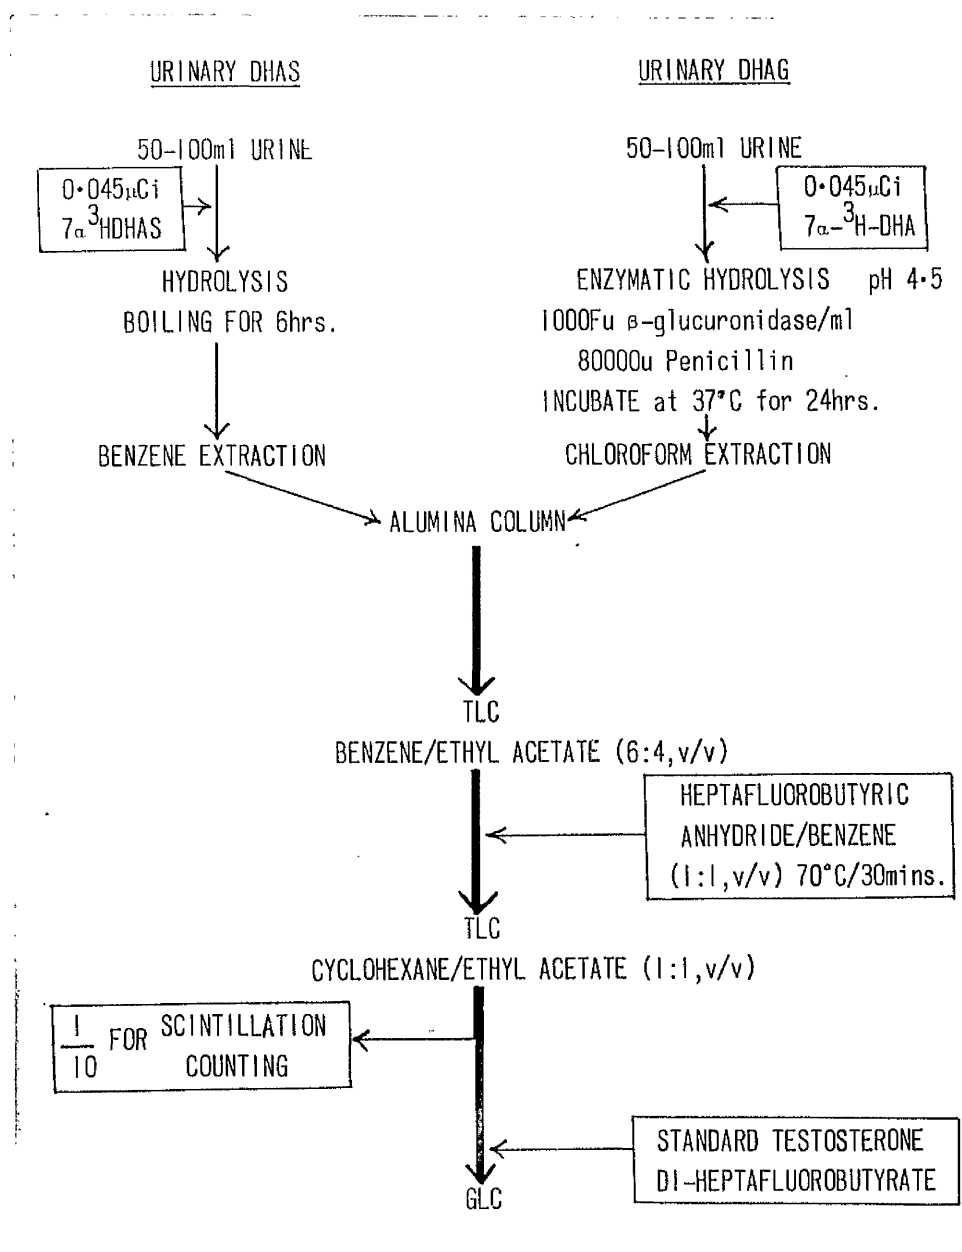 URINARY DHAS
50-100ml URINE
0·045μCi
7α³HDHAS
HYDROLYSIS
BOILING FOR 6hrs.
BENZENE EXTRACTION
URINARY DHAG
50-100ml URINE
0·045μCi
7α-³H-DHA
ENZYMATIC HYDROLYSIS pH 4·5
1000Fu β-glucuronidase/ml
80000u Penicillin
INCUBATE at 37°C for 24hrs.
CHLOROFORM EXTRACTION
ALUMINA COLUMN
TLC
BENZENE/ETHYL ACETATE (6:4,v/v)
HEPTAFLUOROBUTYRIC
ANHYDRIDE/BENZENE
(1:1,v/v) 70°C/30mins.
TLC
CYCLOHEXANE/ETHYL ACETATE (1:1,v/v)
1/10 FOR SCINTILLATION
COUNTING
STANDARD TESTOSTERONE
DI-HEPTAFLUOROBUTYRATE
GLC